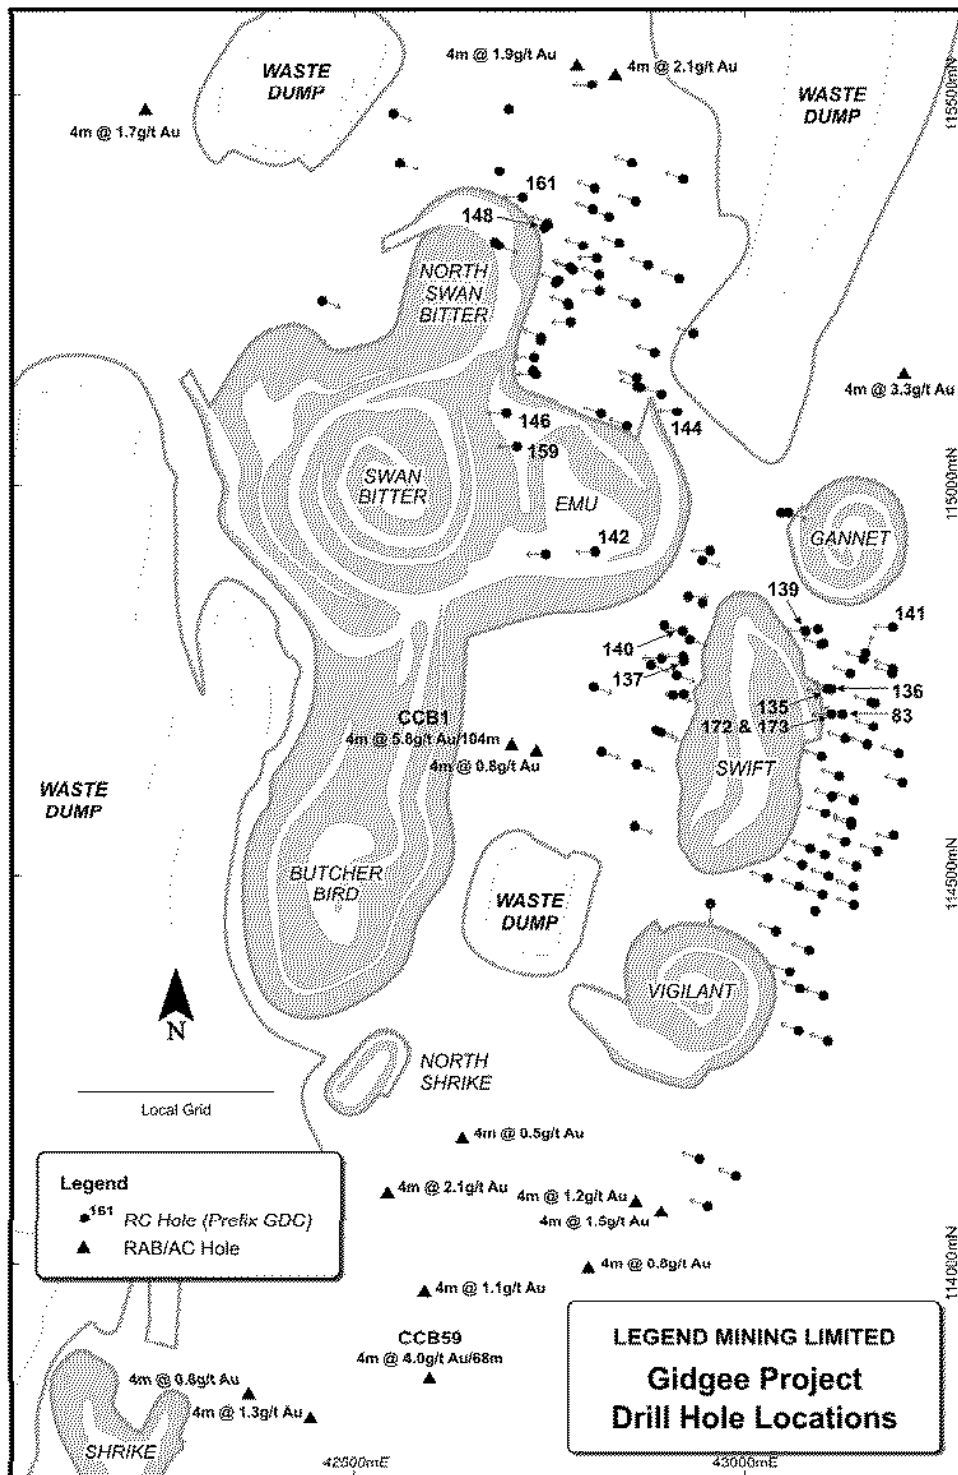 4m @ 1.9g/t Au
4m @ 2.1g/t Au
WASTE
DUMP
WASTE
DUMP
115500mN
4m @ 1.7g/t Au
161
148
NORTH
SWAN
BITTER
4m @ 3.3g/t Au
146
144
159
SWAN
BITTER
EMU
115000mN
GANNET
142
139
141
140
137
136
135
83
172 & 173
CCB1
4m @ 5.8g/t Au/104m
4m @ 0.8g/t Au
SWIFT
WASTE
DUMP
BUTCHER
BIRD
WASTE
DUMP
114500mN
VIGILANT
N
NORTH
SHRIKE
Local Grid
4m @ 0.5g/t Au
4m @ 2.1g/t Au
4m @ 1.2g/t Au
4m @ 1.5g/t Au
4m @ 0.8g/t Au
4m @ 1.1g/t Au
114000mN
Legend
161
RC Hole (Prefix GDC)
RAB/AC Hole
CCB59
4m @ 4.0g/t Au/68m
4m @ 1.3g/t Au
SHRIKE
LEGEND MINING LIMITED
Gidgee Project
Drill Hole Locations
42500mE
43000mE